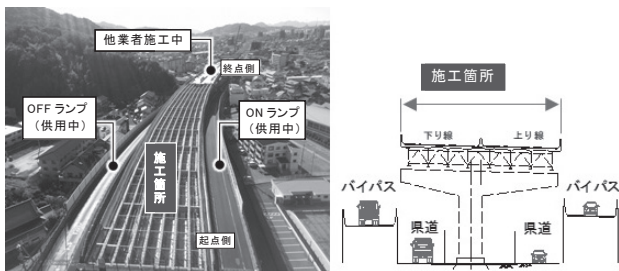 他業者施工中
終点側
OFF ランプ
（供用中）
ON ランプ
（供用中）
施工箇所
起点側
施工箇所
下り線
上り線
バイパス
バイパス
県道
県道